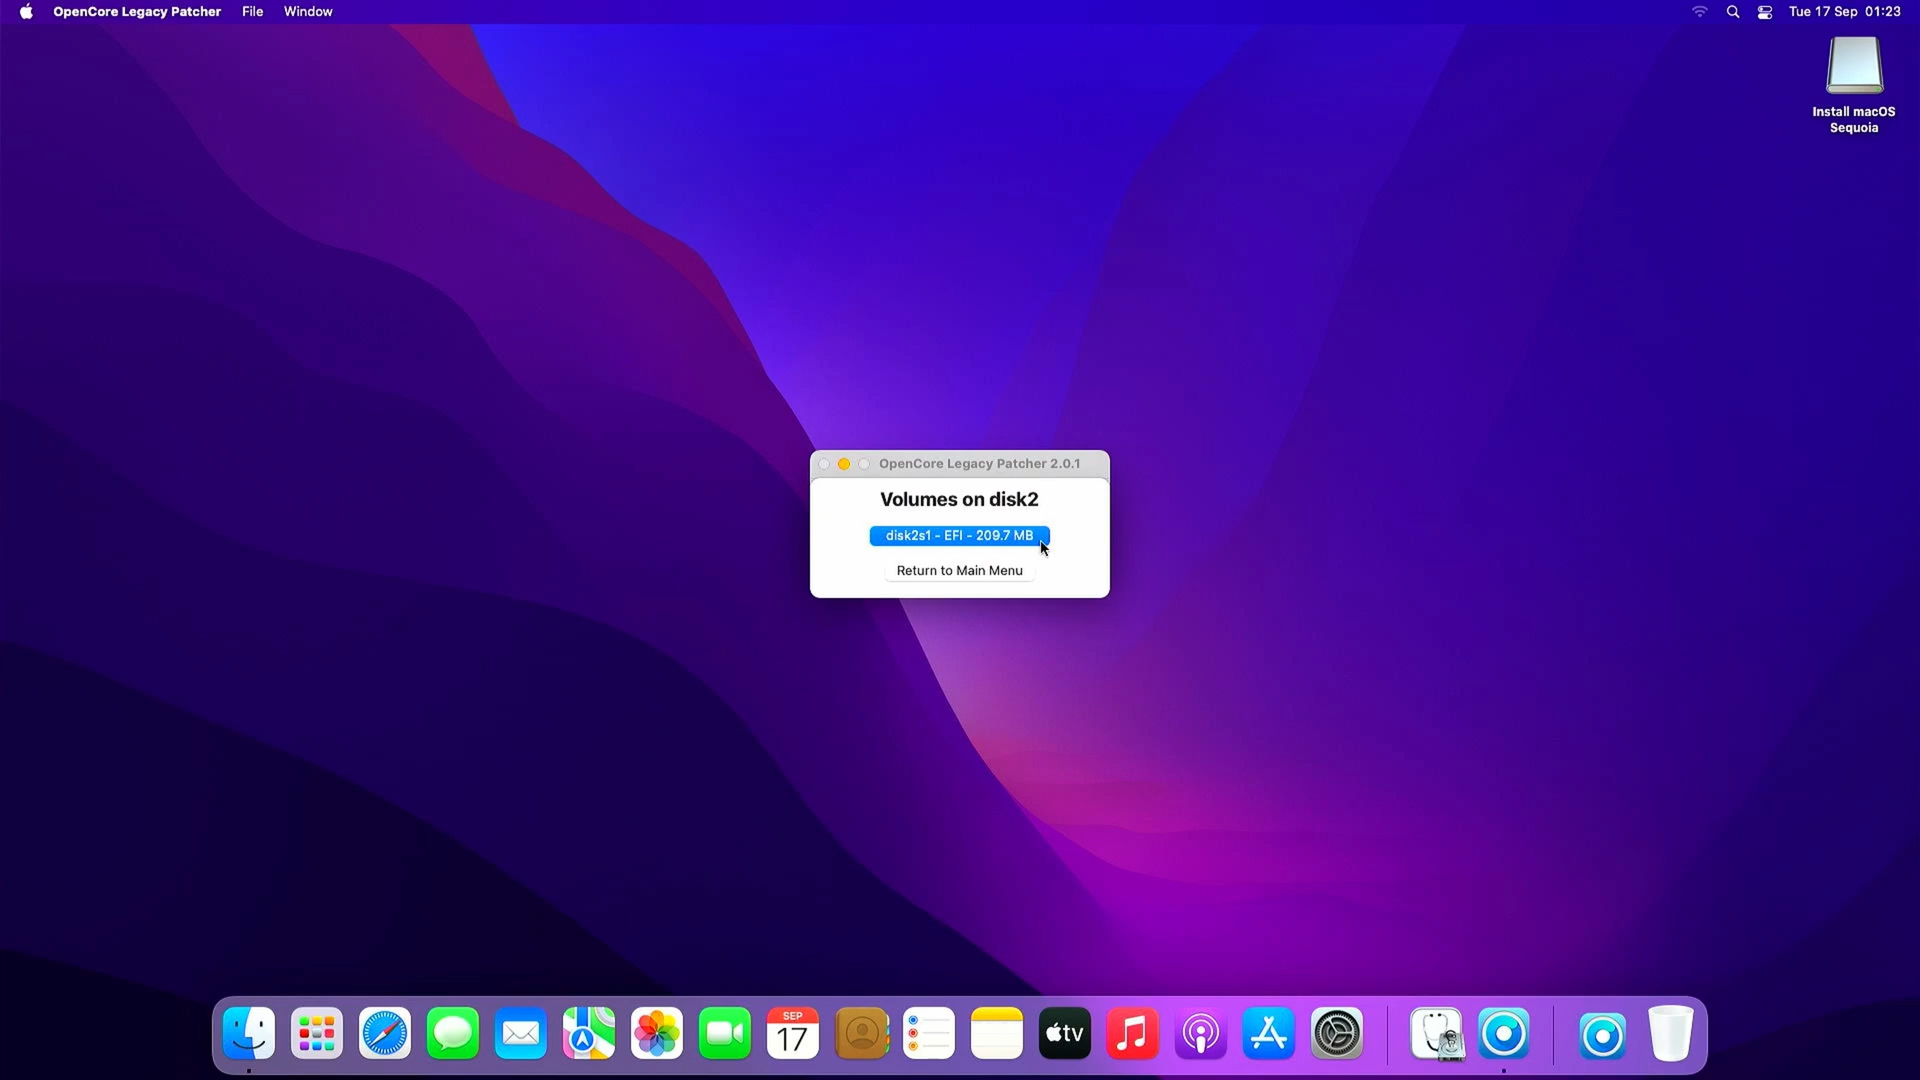 OpenCore Legacy Patcher File Window Tue 17 Sep 01:23
Install macOS
Sequoia
OpenCore Legacy Patcher 2.0.1
Volumes on disk2
disk2s1 - EFI - 209.7 MB
Return to Main Menu
SEP
17
tv